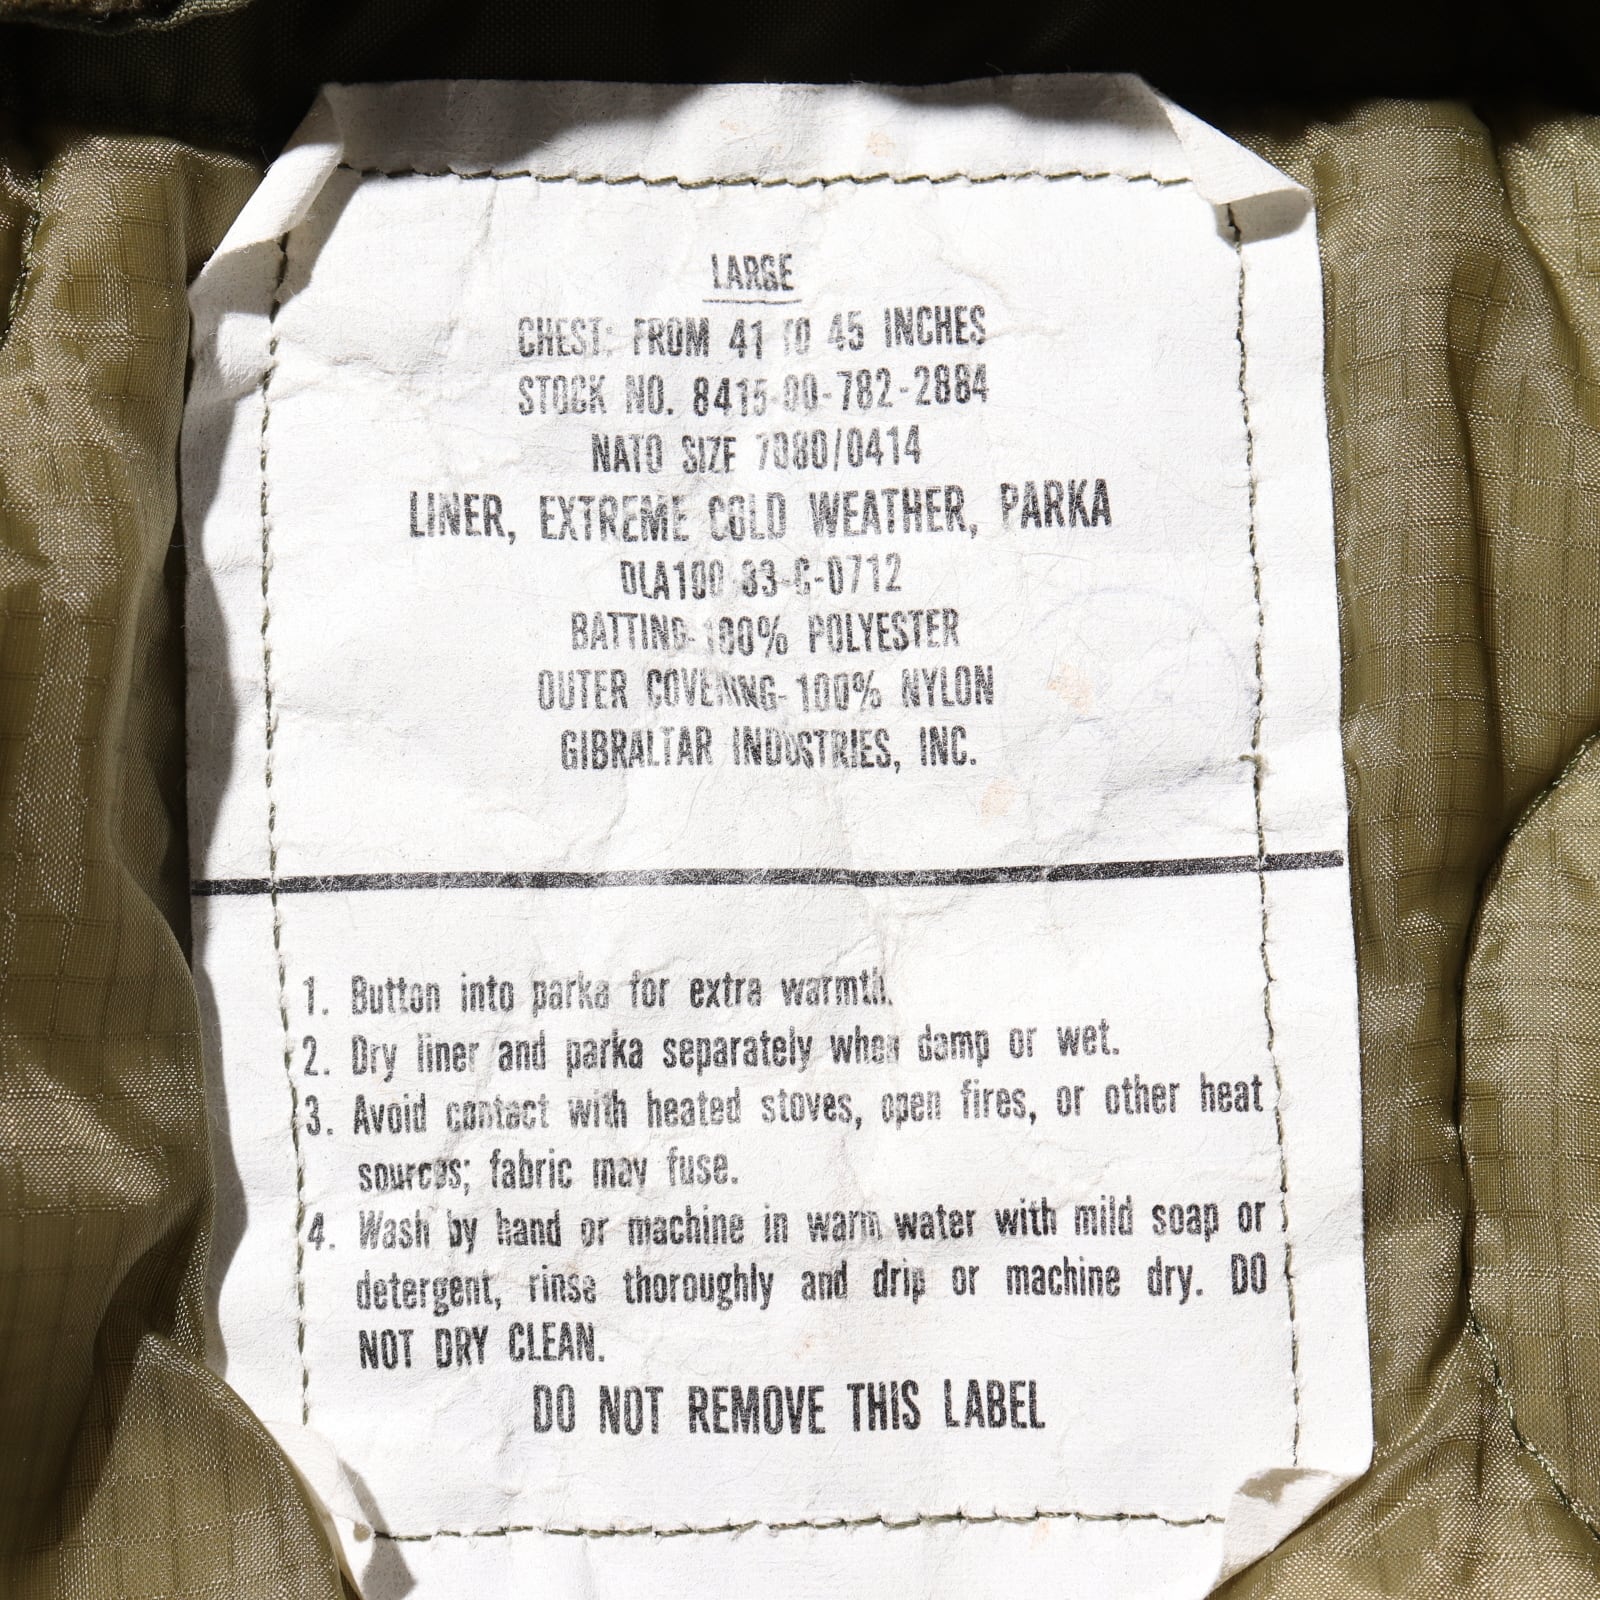 LARGE
CHEST: FROM 41 TO 45 INCHES
STOCK NO. 8415-00-782-2884
NATO SIZE 7080/0414
LINER, EXTREME COLD WEATHER, PARKA
DLA100-83-C-0712
BATTING-100% POLYESTER
OUTER COVERING-100% NYLON
GIBRALTAR INDUSTRIES, INC.
1. Button into parka for extra warmth.
2. Dry liner and parka separately when damp or wet.
3. Avoid contact with heated stoves, open fires, or other heat
sources; fabric may fuse.
4. Wash by hand or machine in warm water with mild soap or
detergent, rinse thoroughly and drip or machine dry. DO
NOT DRY CLEAN.
DO NOT REMOVE THIS LABEL